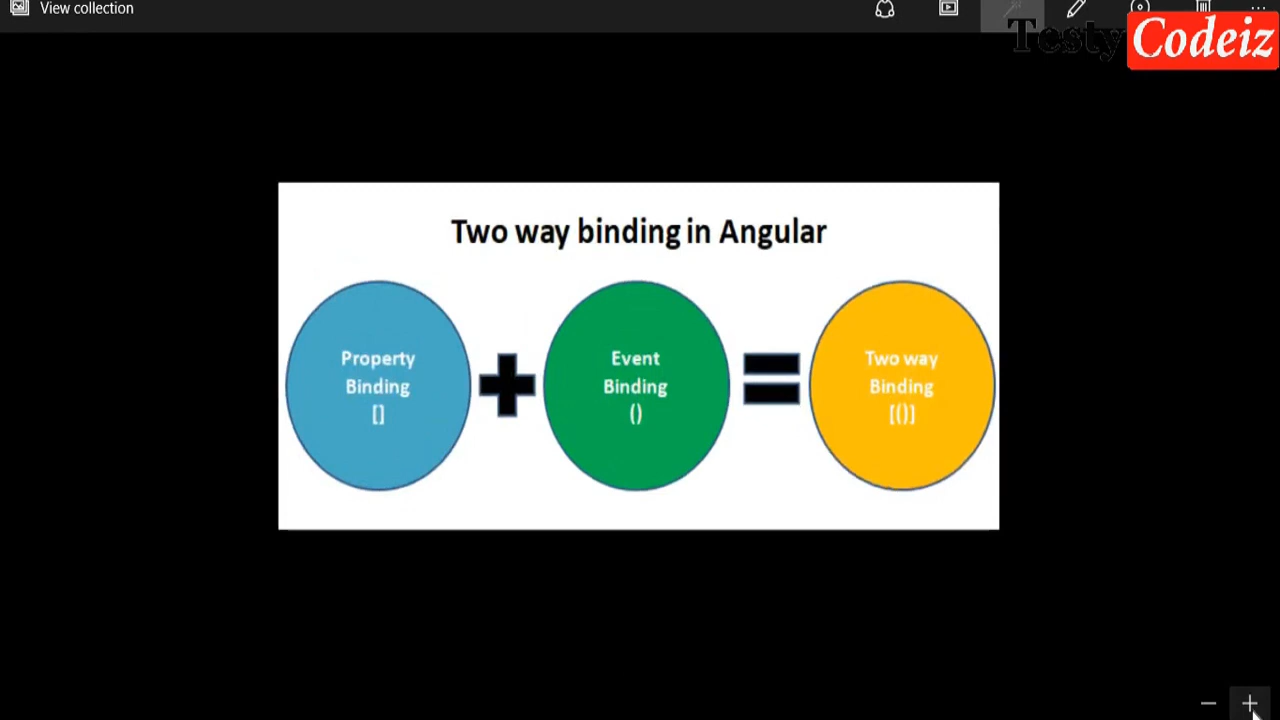 View collection
Testy Codeiz
Two way binding in Angular
Property
Binding
[]
Event
Binding
()
Two way
Binding
[()]